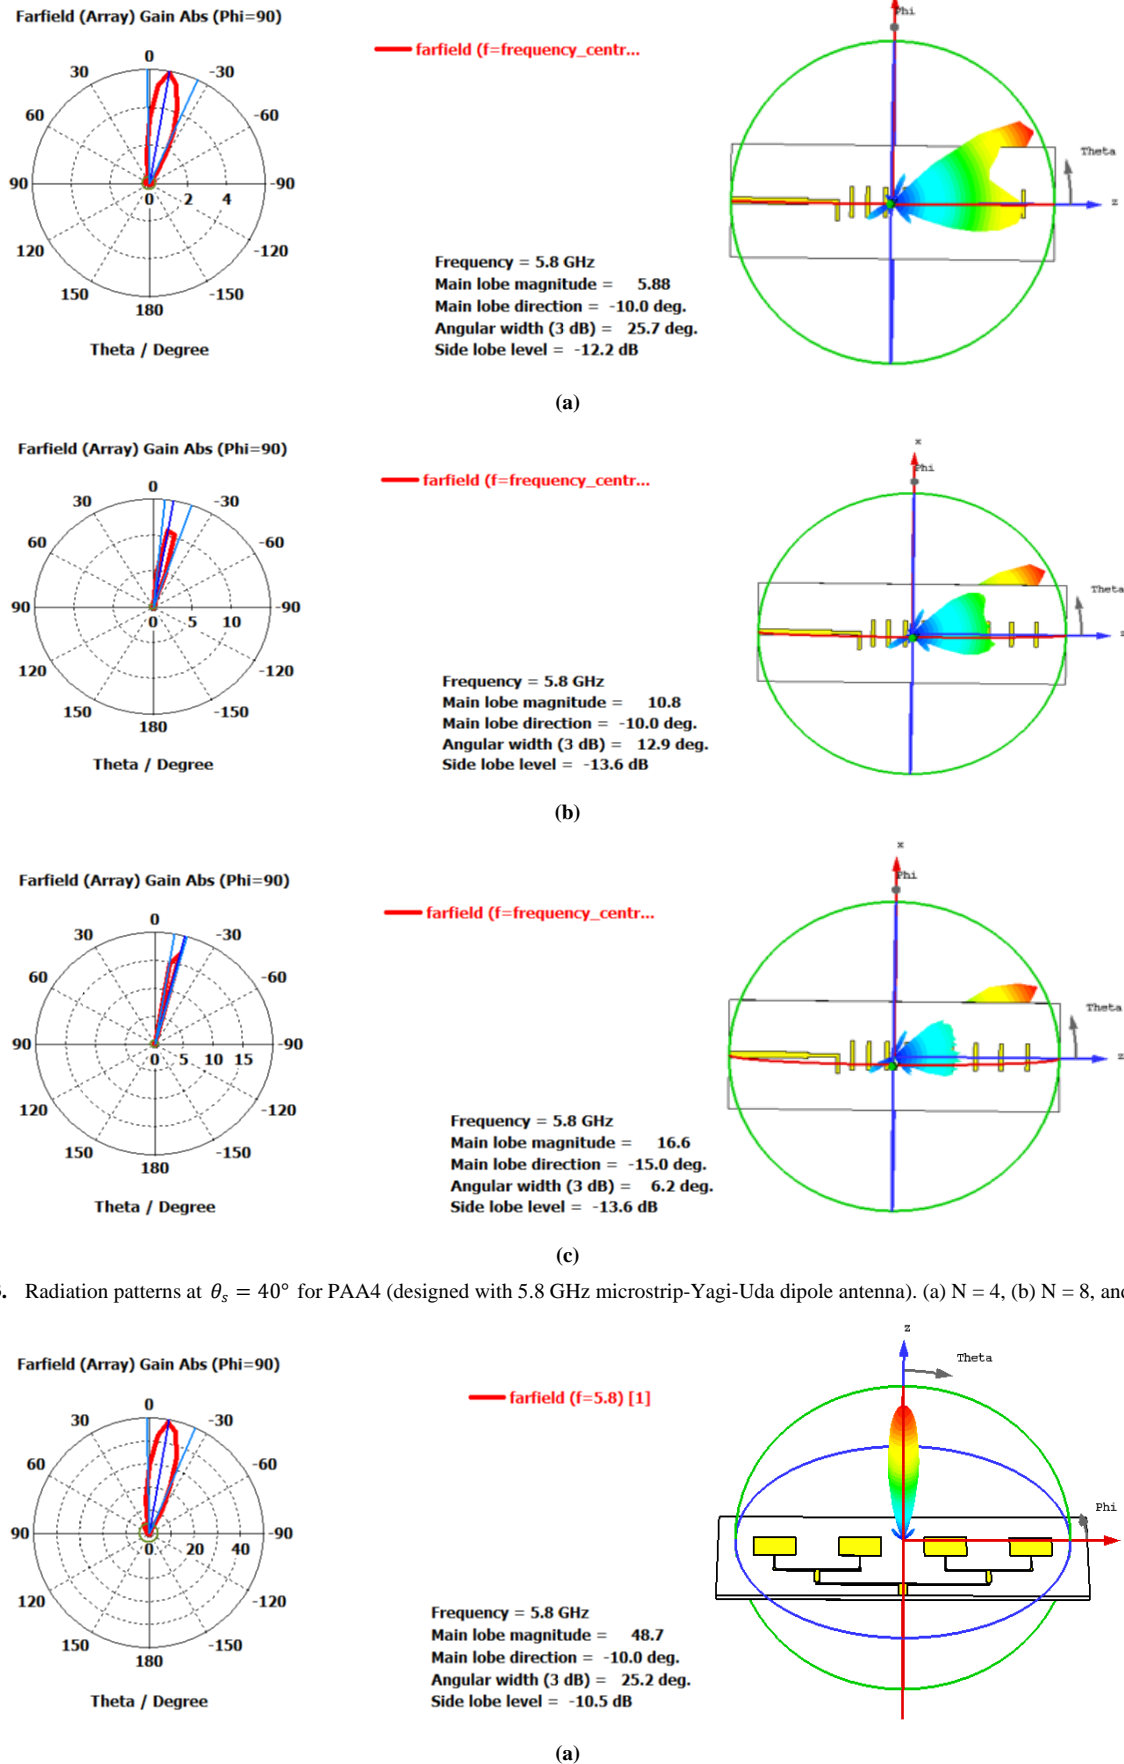 Farfield (Array) Gain Abs (Phi=90)
farfield (f=frequency_centr...
0
30
-30
60
-60
90
0
2
4
-90
120
-120
150
-150
180
Theta / Degree
Frequency = 5.8 GHz
Main lobe magnitude = 5.88
Main lobe direction = -10.0 deg.
Angular width (3 dB) = 25.7 deg.
Side lobe level = -12.2 dB
Phi
Theta
z
(a)
Farfield (Array) Gain Abs (Phi=90)
farfield (f=frequency_centr...
0
30
-30
60
-60
90
0
5
10
-90
120
-120
150
-150
180
Theta / Degree
Frequency = 5.8 GHz
Main lobe magnitude = 10.8
Main lobe direction = -10.0 deg.
Angular width (3 dB) = 12.9 deg.
Side lobe level = -13.6 dB
x
Phi
Theta
z
(b)
Farfield (Array) Gain Abs (Phi=90)
farfield (f=frequency_centr...
0
30
-30
60
-60
90
0
5
10
15
-90
120
-120
150
-150
180
Theta / Degree
Frequency = 5.8 GHz
Main lobe magnitude = 16.6
Main lobe direction = -15.0 deg.
Angular width (3 dB) = 6.2 deg.
Side lobe level = -13.6 dB
x
Phi
Theta
z
(c)
Radiation patterns at θs = 40° for PAA4 (designed with 5.8 GHz microstrip-Yagi-Uda dipole antenna). (a) N = 4, (b) N = 8, and
Farfield (Array) Gain Abs (Phi=90)
farfield (f=5.8) [1]
0
30
-30
60
-60
90
0
20
40
-90
120
-120
150
-150
180
Theta / Degree
Frequency = 5.8 GHz
Main lobe magnitude = 48.7
Main lobe direction = -10.0 deg.
Angular width (3 dB) = 25.2 deg.
Side lobe level = -10.5 dB
z
Theta
Phi
(a)